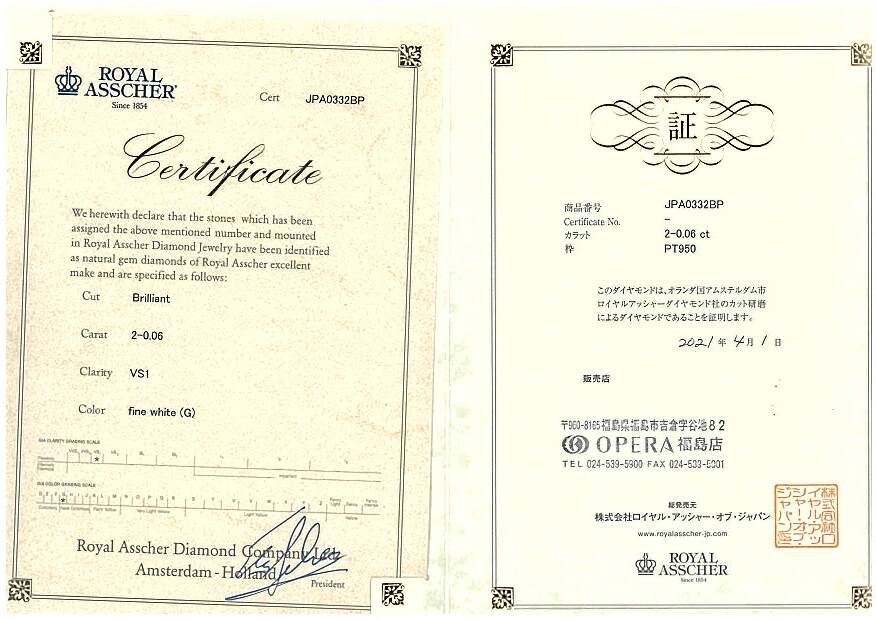 ROYAL
ASSCHER
Since 1854
Cert JPA0332BP
Certificate
We herewith declare that the stones which has been
assigned the above mentioned number and mounted
in Royal Asscher Diamond Jewelry have been identified
as natural gem diamonds of Royal Asscher excellent
make and are specified as follows:
Cut Brilliant
Carat 2-0.06
Clarity VS1
Color fine white (G)
GIA CLARITY GRADING SCALE
GIA COLOR GRADING SCALE
Royal Asscher Diamond Company
Amsterdam - Holland
President
証
商品番号 JPA0332BP
Certificate No. -
カラット 2-0.06 ct
枠 PT950
このダイヤモンドは、オランダ国アムステルダム市
ロイヤルアッシャーダイヤモンド社のカット研磨
によるダイヤモンドであることを証明します。
2021 年 4 月 1 日
販売店
〒960-8165 福島県福島市吉倉字谷地82
OPERA 福島店
TEL 024-539-5900 FAX 024-539-5001
総発売元
株式会社ロイヤル・アッシャー・オブ・ジャパン
www.royalasscher-jp.com
ROYAL
ASSCHER
Since 1854